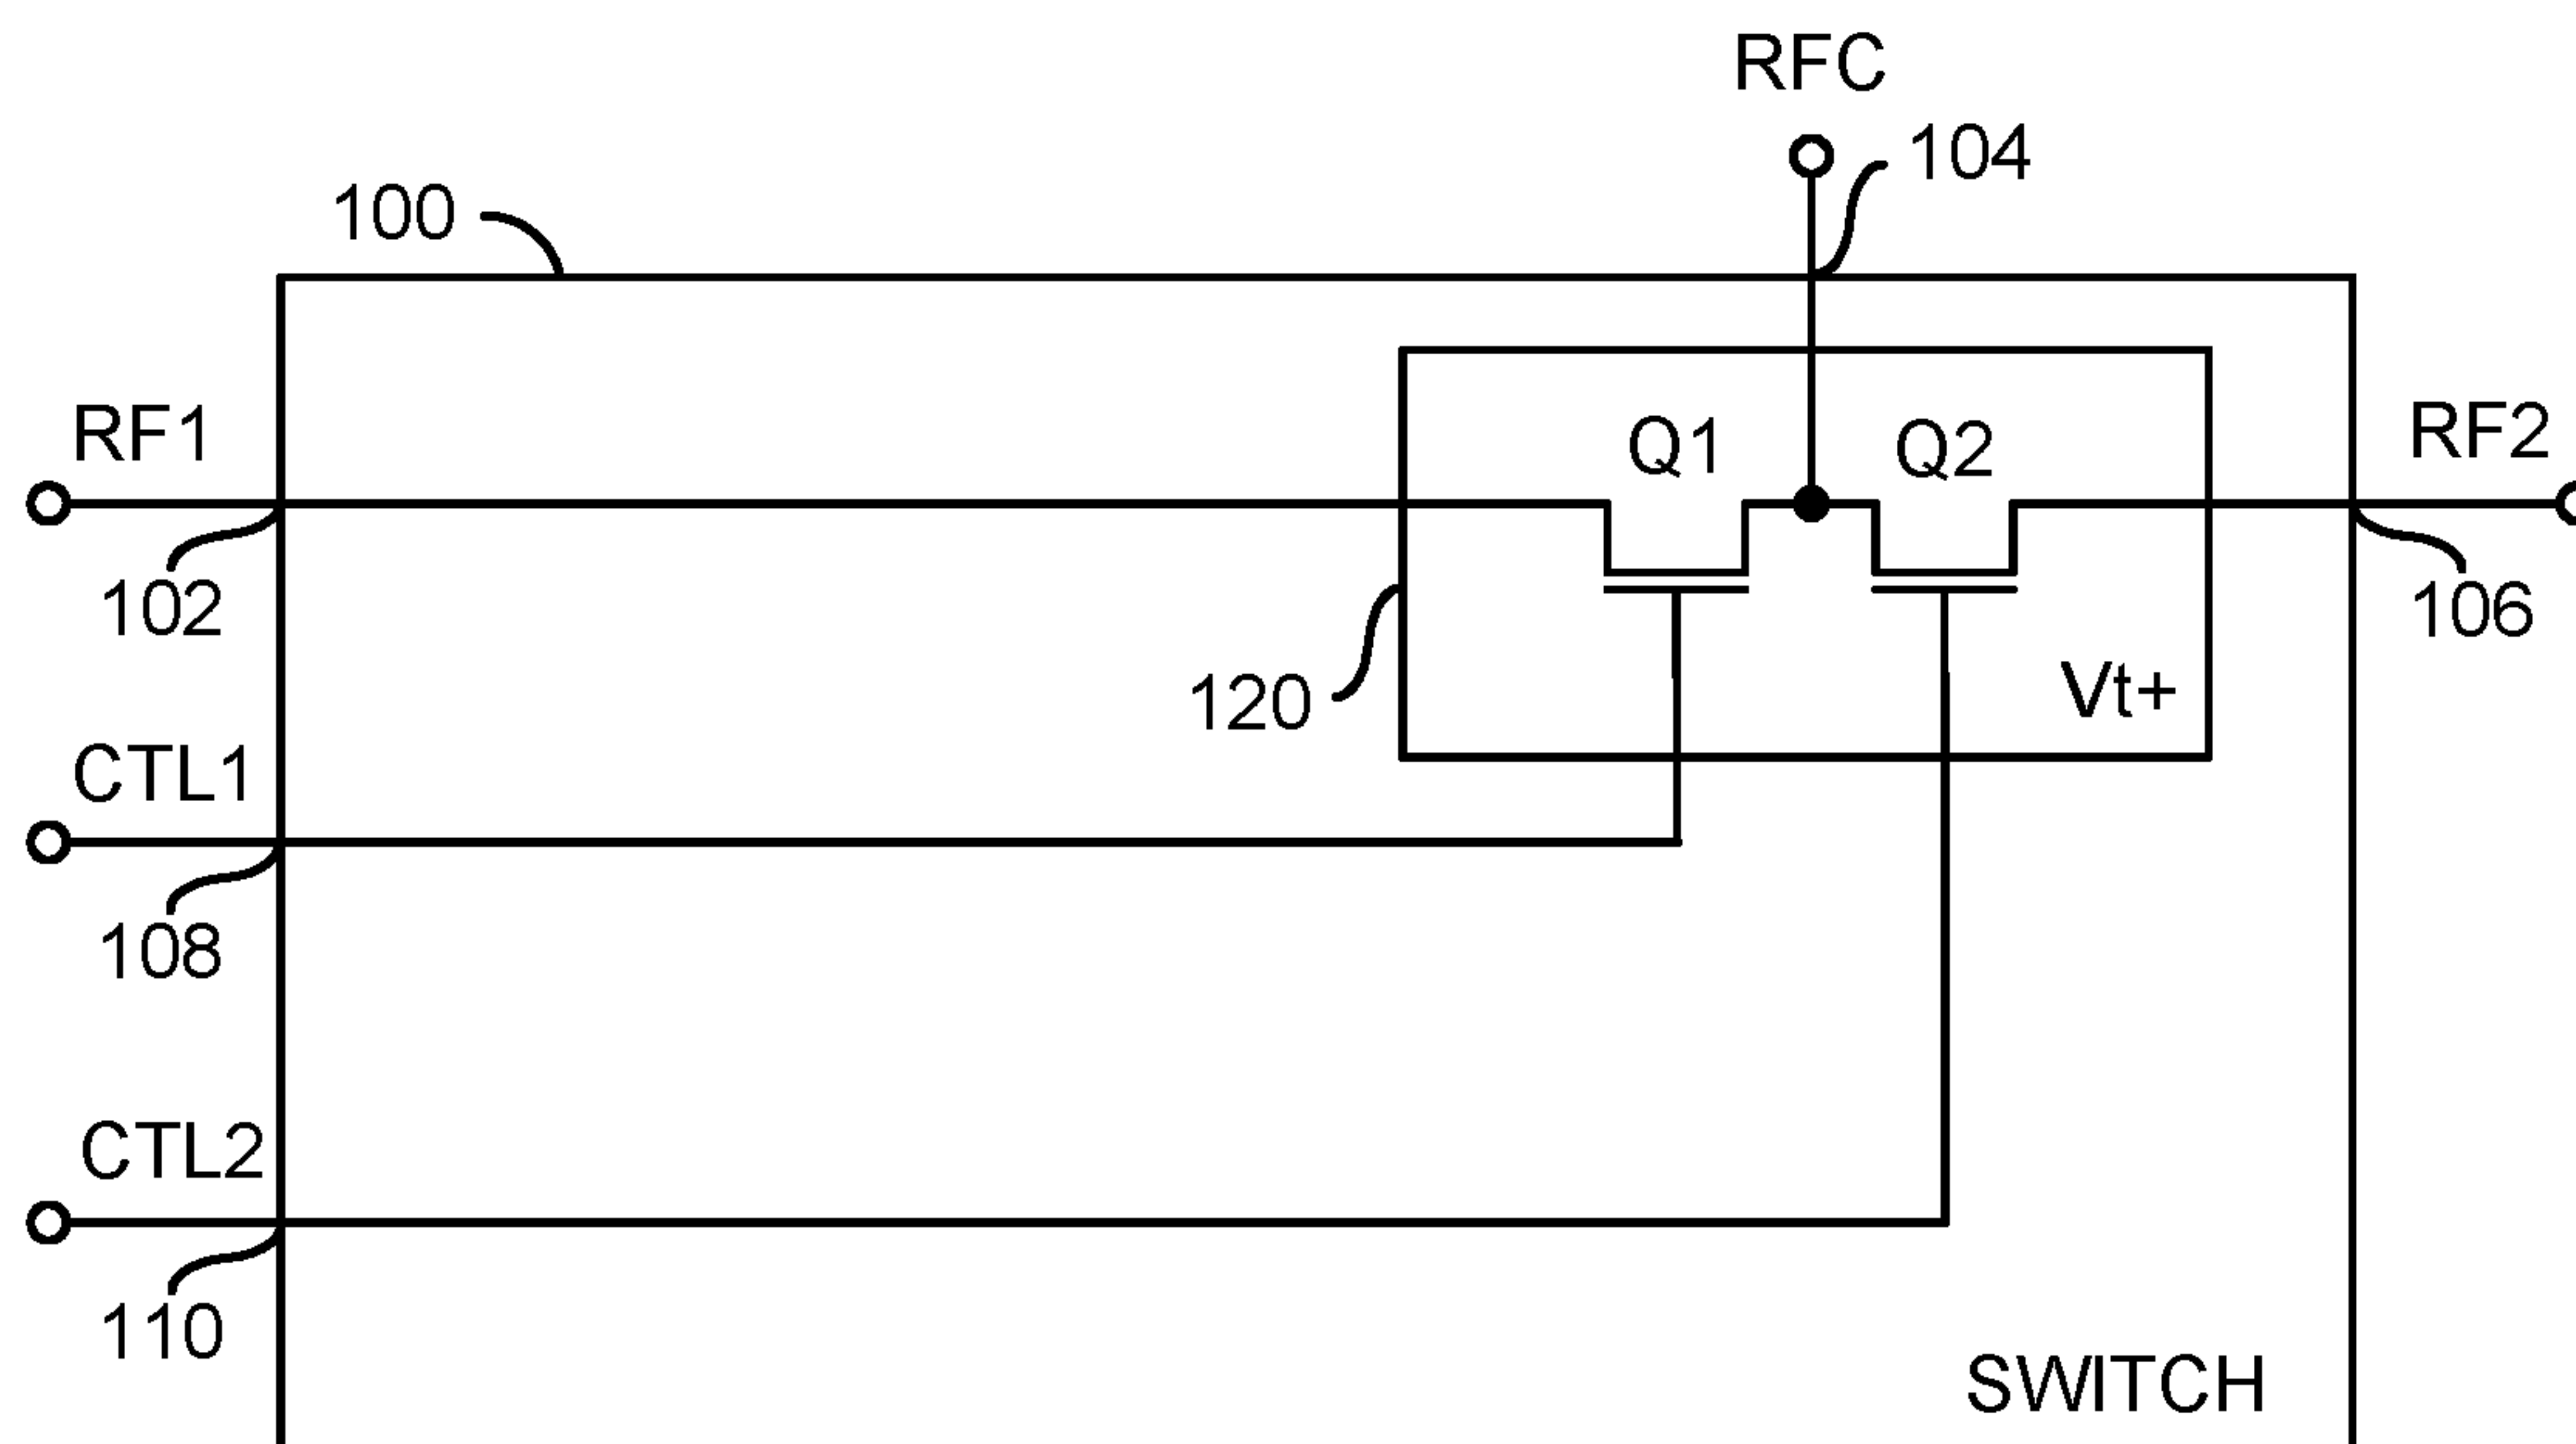 RFC
104
100
RF1
Q1
Q2
RF2
102
106
120
Vt+
CTL1
108
CTL2
110
SWITCH